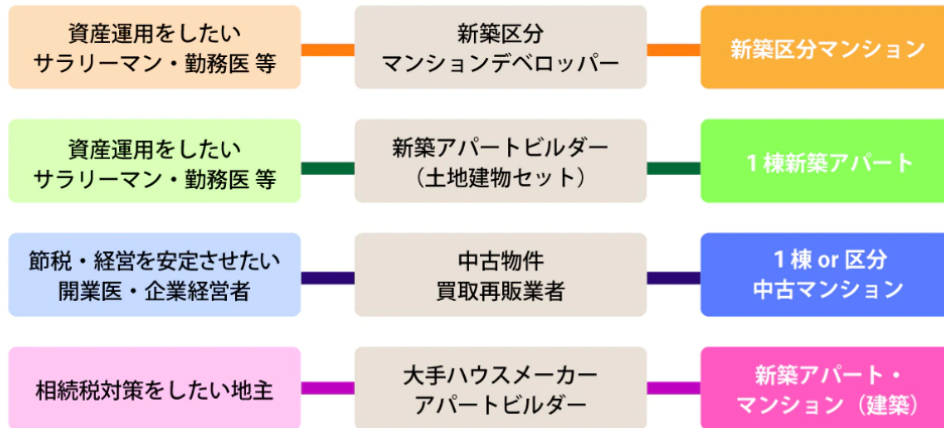 資産運用をしたい
サラリーマン・勤務医 等
新築区分
マンションデベロッパー
新築区分マンション
資産運用をしたい
サラリーマン・勤務医 等
新築アパートビルダー
（土地建物セット）
1棟新築アパート
節税・経営を安定させたい
開業医・企業経営者
中古物件
買取再販業者
1棟 or 区分
中古マンション
相続税対策をしたい地主
大手ハウスメーカー
アパートビルダー
新築アパート・
マンション（建築）